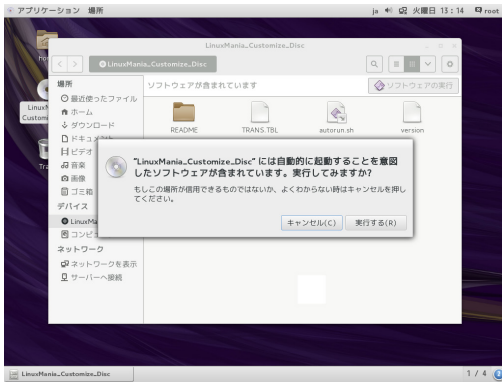 アプリケーション 場所
ja
火曜日 13:14
root
LinuxMania_Customize_Disc
LinuxMania_Customize_Disc
場所
最近使ったファイル
ホーム
ダウンロード
ドキュメント
ビデオ
音楽
画像
ゴミ箱
デバイス
LinuxMa
コンピ
ネットワーク
ネットワークを表示
サーバーへ接続
ソフトウェアが含まれています
ソフトウェアの実行
README
TRANS.TBL
autorun.sh
version
"LinuxMania_Customize_Disc" には自動的に起動することを意図
したソフトウェアが含まれています。実行してみますか?
もしこの場所が信用できるものではないか、よくわからない時はキャンセルを押し
てください。
キャンセル(C)
実行する(R)
LinuxM
Custom
Tra
LinuxMania_Customize_Disc
1 / 4